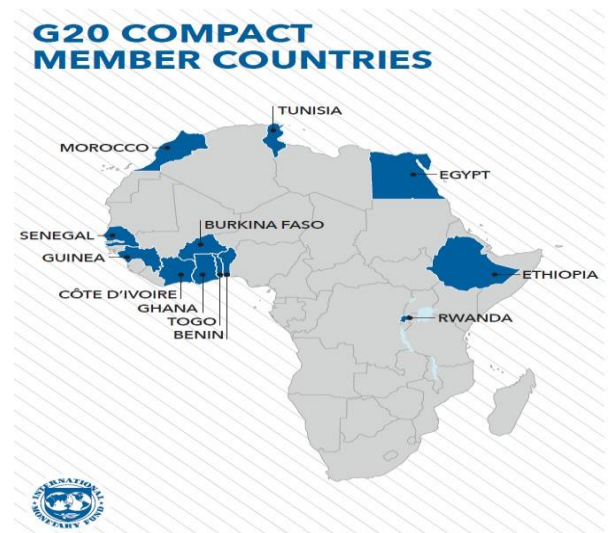 G20 COMPACT
MEMBER COUNTRIES
TUNISIA
MOROCCO
EGYPT
SENEGAL
BURKINA FASO
GUINEA
ETHIOPIA
CÔTE D'IVOIRE
GHANA
TOGO
BENIN
RWANDA
INTERNATIONAL
MONETARY FUND